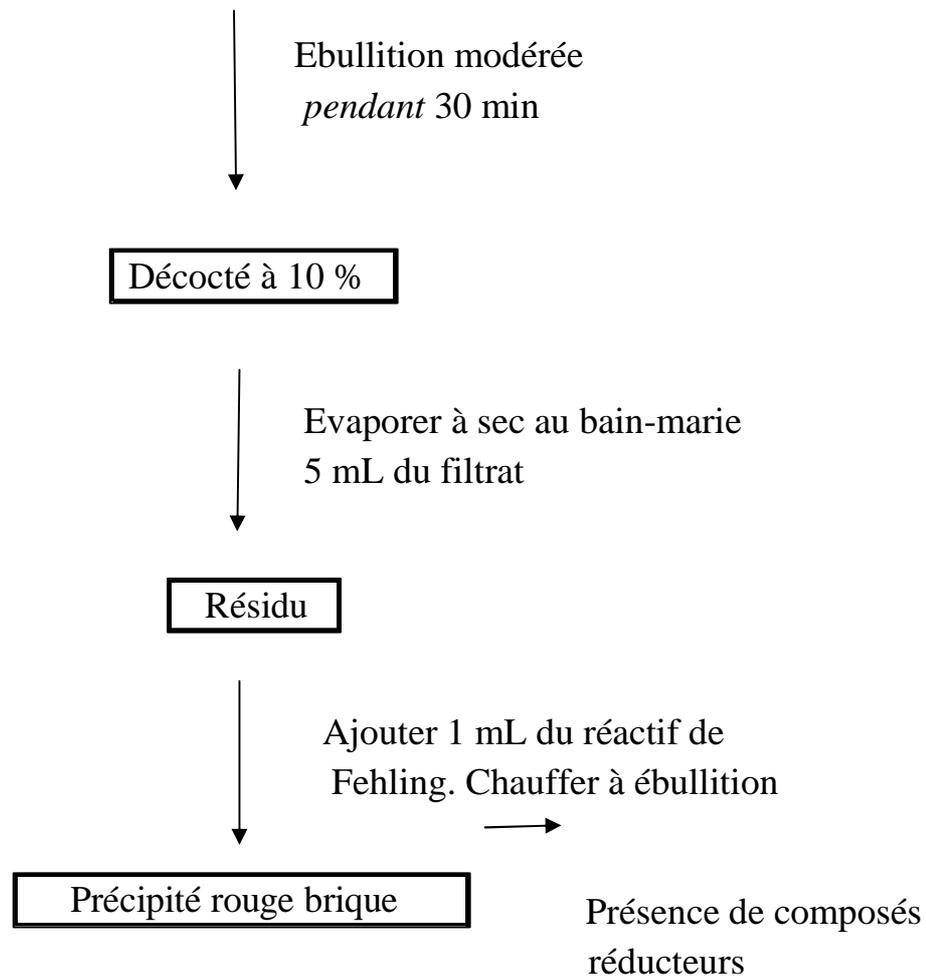 Ebullition modérée
pendant 30 min
Décocté à 10 %
Evaporer à sec au bain-marie
5 mL du filtrat
Résidu
Ajouter 1 mL du réactif de
Fehling. Chauffer à ébullition
Précipité rouge brique
Présence de composés
réducteurs